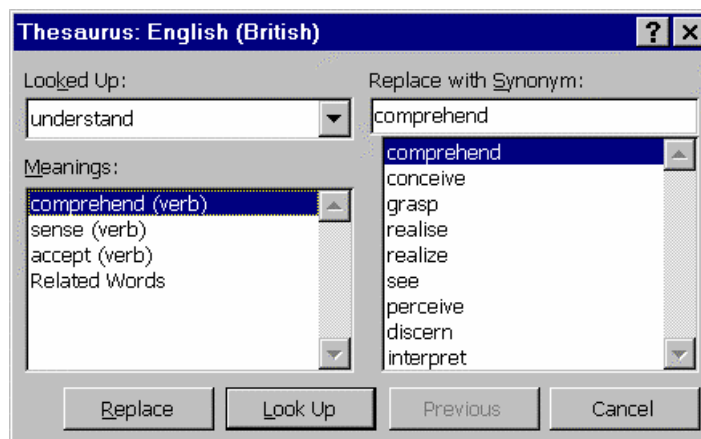 Thesaurus: English (British)
Looked Up:
understand
Meanings:
comprehend (verb)
sense (verb)
accept (verb)
Related Words
Replace with Synonym:
comprehend
comprehend
conceive
grasp
realise
realize
see
perceive
discern
interpret
Replace
Look Up
Previous
Cancel